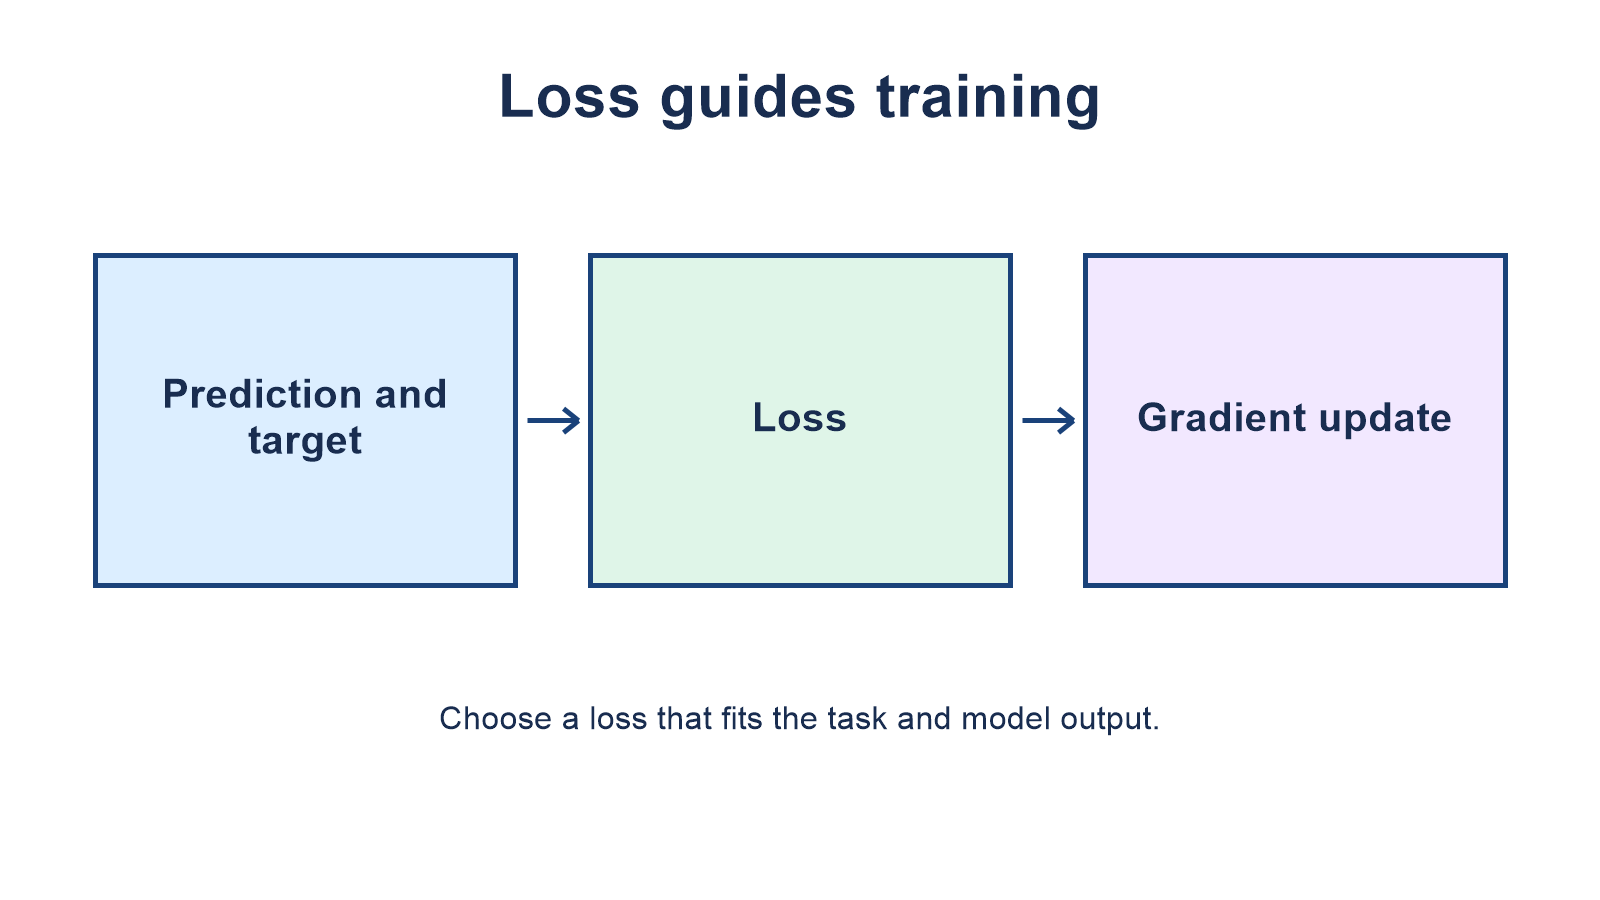 Loss guides training
Prediction and
target
Loss
Gradient update
Choose a loss that fits the task and model output.